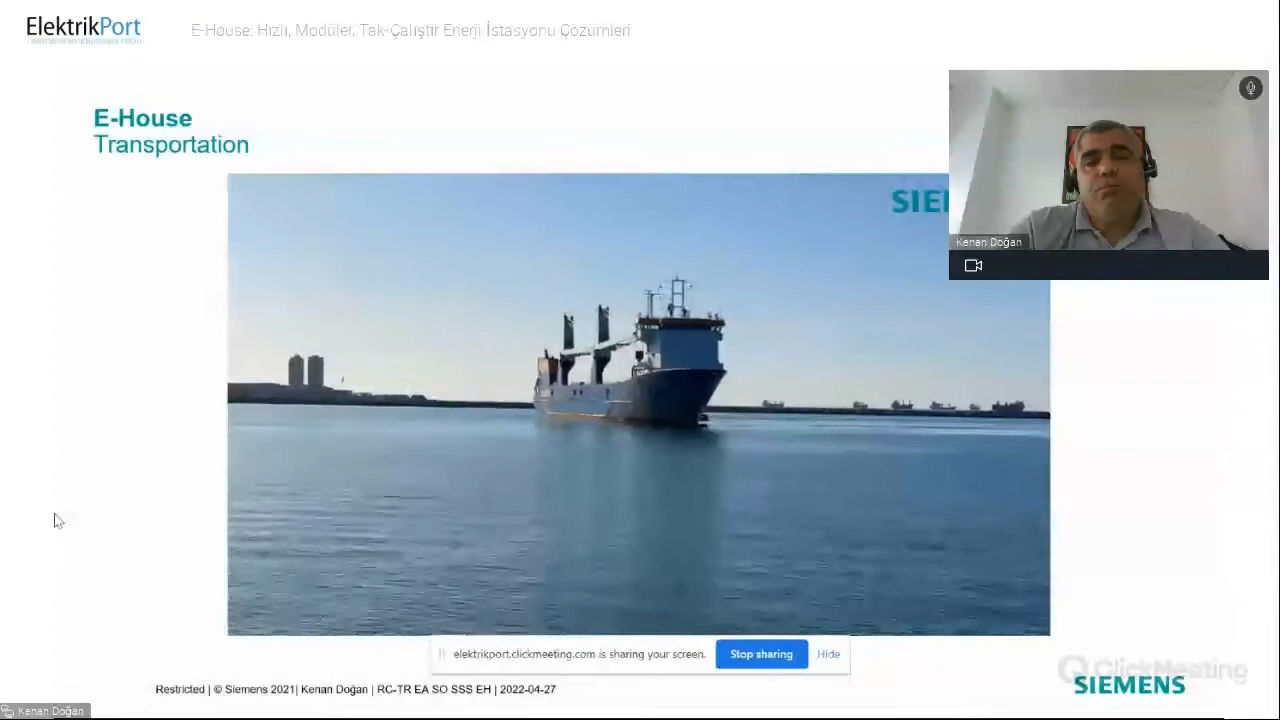 ElektrikPort
E-House: Hızlı, Modüler, Tak-Çalıştır Enerji İstasyonu Çözümleri
E-House
Transportation
SIE
Kenan Doğan
elektrikport.clickmeeting.com is sharing your screen.
Stop sharing
Hide
ClickMeeting
SIEMENS
Restricted | © Siemens 2021| Kenan Doğan | RC-TR EA SO SSS EH | 2022-04-27
Kenan Doğan